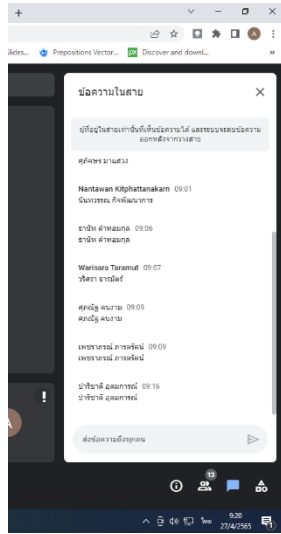 Slides...
Prepositions Vector...
Discover and downl...
ข้อความในสาย
ผู้ที่อยู่ในสายเท่านั้นที่เห็นข้อความได้ และระบบจะลบข้อความ
ออกหลังจากวางสาย
สุภัคษร มาแสวง
Nantawan Kitphattanakarn 09:01
นันทวรรณ กิจพัฒนาการ
ธานัท คำหอมกุล 09:06
ธานัท คำหอมกุล
Warisara Taramut 09:07
วริศรา ธารมัตร์
ศุภณัฐ คนงาม 09:09
ศุภณัฐ คนงาม
เพชราภรณ์ ภารตรัตน์ 09:09
เพชราภรณ์ ภารตรัตน์
ปาริชาติ อุดมการณ์ 09:16
ปาริชาติ อุดมการณ์
A
ส่งข้อความถึงทุกคน
13
ไทย
9:20
27/4/2565